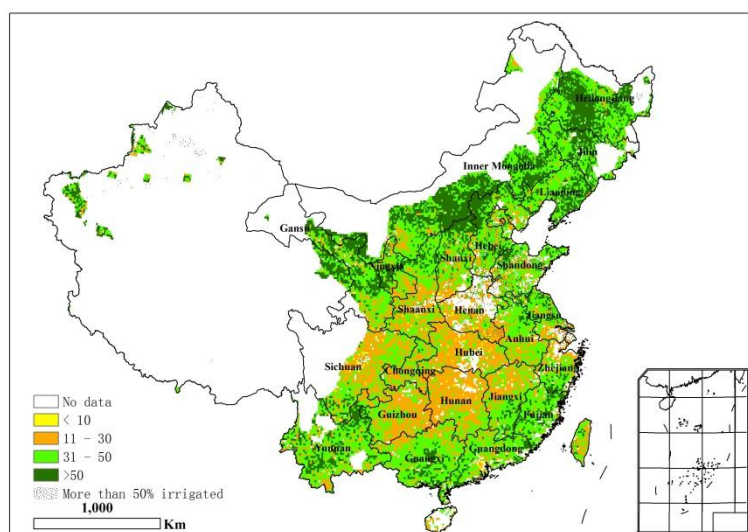 Heilongjiang
Jilin
Inner Mongolia
Liaoning
Gansu
Hebei
Ningxia
Shanxi
Shandong
Shaanxi
Henan
Jiangsu
Anhui
Hubei
Sichuan
Chongqing
Zhejiang
Hunan
Jiangxi
Guizhou
Fujian
Yunnan
Guangxi
Guangdong
No data
< 10
11 - 30
31 - 50
>50
More than 50% irrigated
1,000
Km